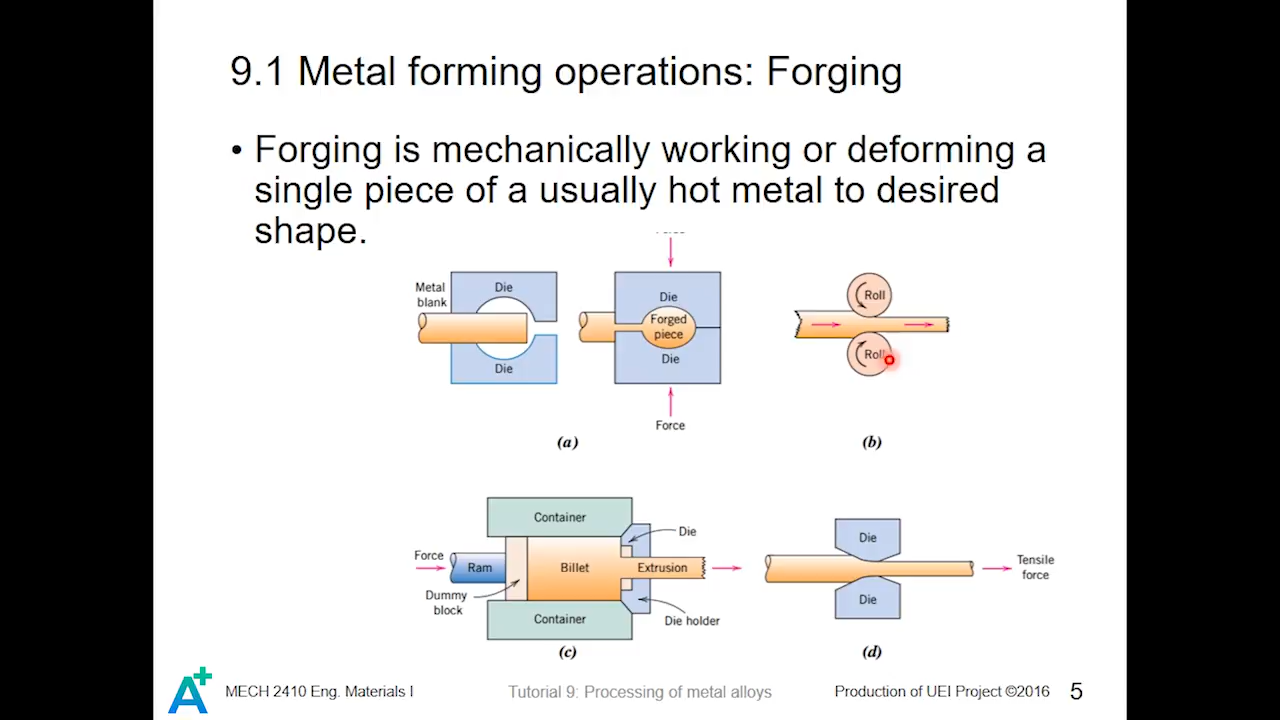 9.1 Metal forming operations: Forging
• Forging is mechanically working or deforming a
single piece of a usually hot metal to desired
shape.
Metal
blank
Die
Die
Die
Forged
piece
Die
Force
(a)
Roll
Roll
(b)
Force
Ram
Dummy
block
Container
Billet
Container
Die
Extrusion
Die holder
(c)
Die
Die
Tensile
force
(d)
A+
MECH 2410 Eng. Materials I
Tutorial 9: Processing of metal alloys
Production of UEI Project ©2016
5